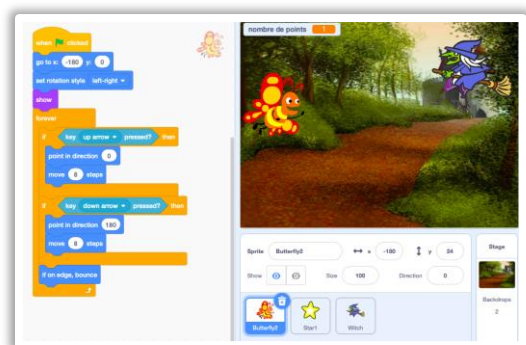 when clicked
go to x: -180 y: 0
set rotation style left-right
show
forever
if key up arrow pressed? then
point in direction 0
move 8 steps
if key down arrow pressed? then
point in direction 180
move 8 steps
if on edge, bounce
nombre de points 1
Sprite Butterfly2 x -180 y 24
Show Size 100 Direction 0
Butterfly2 Star1 Witch
Stage
Backdrops
2